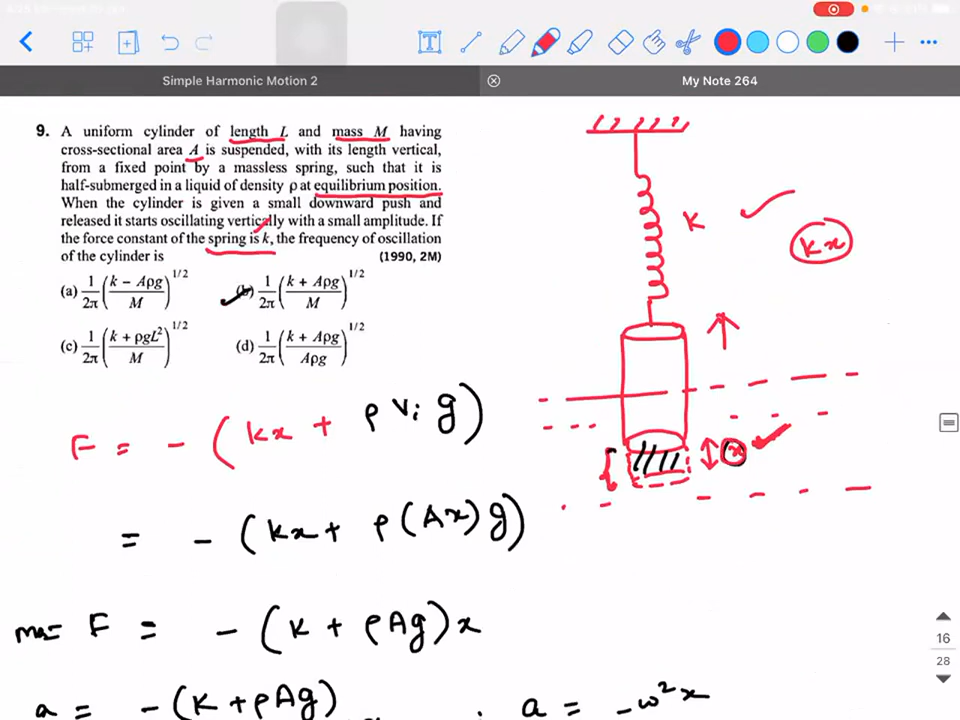 Simple Harmonic Motion 2
My Note 264
9. A uniform cylinder of length L and mass M having
cross-sectional area A is suspended, with its length vertical,
from a fixed point by a massless spring, such that it is
half-submerged in a liquid of density ρ at equilibrium position.
When the cylinder is given a small downward push and
released it starts oscillating vertically with a small amplitude. If
the force constant of the spring is k, the frequency of oscillation
of the cylinder is (1990, 2M)
(a) 1/2π (k − Aρg / M)^1/2 (b) 1/2π (k + Aρg / M)^1/2
(c) 1/2π (k + ρgL² / M)^1/2 (d) 1/2π (k + Aρg / Aρg)^1/2
K
kx
x
F = - (kx + ρ Vi g)
= - (kx + ρ (Ax) g)
ma = F = - (K + ρAg) x
a = - (K + ρAg)
a = -ω²x
16
28